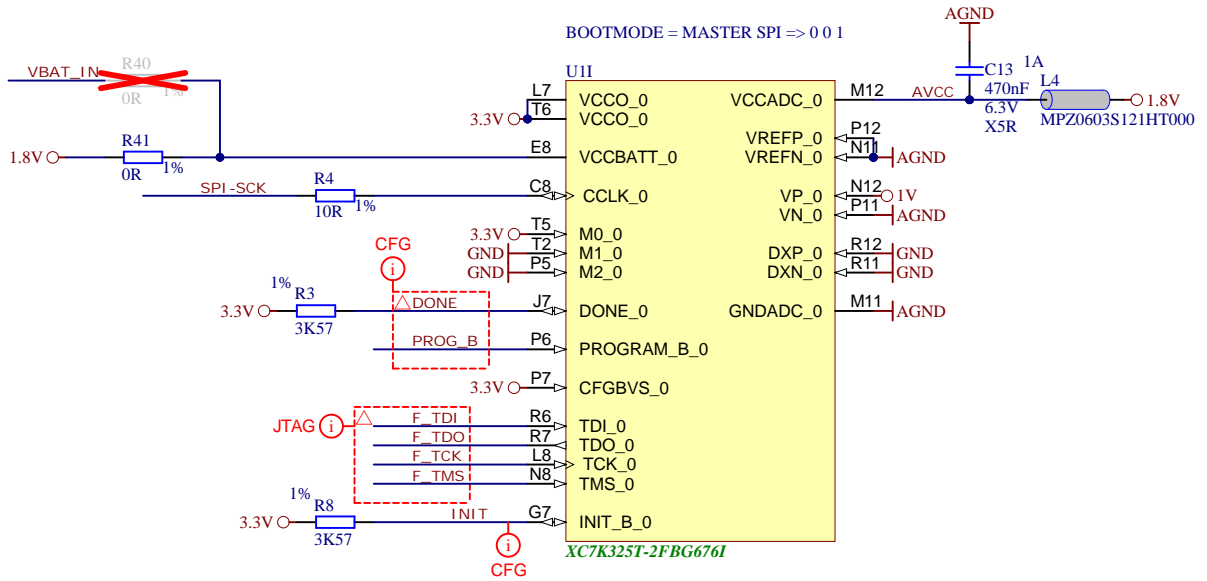 AGND
BOOTMODE = MASTER SPI => 0 0 1
R40
VBAT_IN
0R
1%
U1I
C13
1A
470nF
L4
6.3V
X5R
MPZ0603S121HT000
1.8V
AVCC
M12
VCCADC_0
L7
VCCO_0
T6
VCCO_0
3.3V
P12
VREFP_0
N11
VREFN_0
AGND
R41
1.8V
0R
1%
E8
VCCBATT_0
SPI-SCK
R4
10R
1%
C8
CCLK_0
N12
VP_0
1V
P11
VN_0
AGND
3.3V
T5
M0_0
GND
T2
M1_0
GND
P5
M2_0
R12
DXP_0
GND
R11
DXN_0
GND
CFG
i
1%
R3
3.3V
3K57
DONE
J7
DONE_0
M11
GNDADC_0
AGND
PROG_B
P6
PROGRAM_B_0
3.3V
P7
CFGBVS_0
JTAG
i
F_TDI
R6
TDI_0
F_TDO
R7
TDO_0
F_TCK
L8
TCK_0
F_TMS
N8
TMS_0
1%
R8
3.3V
3K57
INIT
G7
INIT_B_0
i
CFG
XC7K325T-2FBG676I